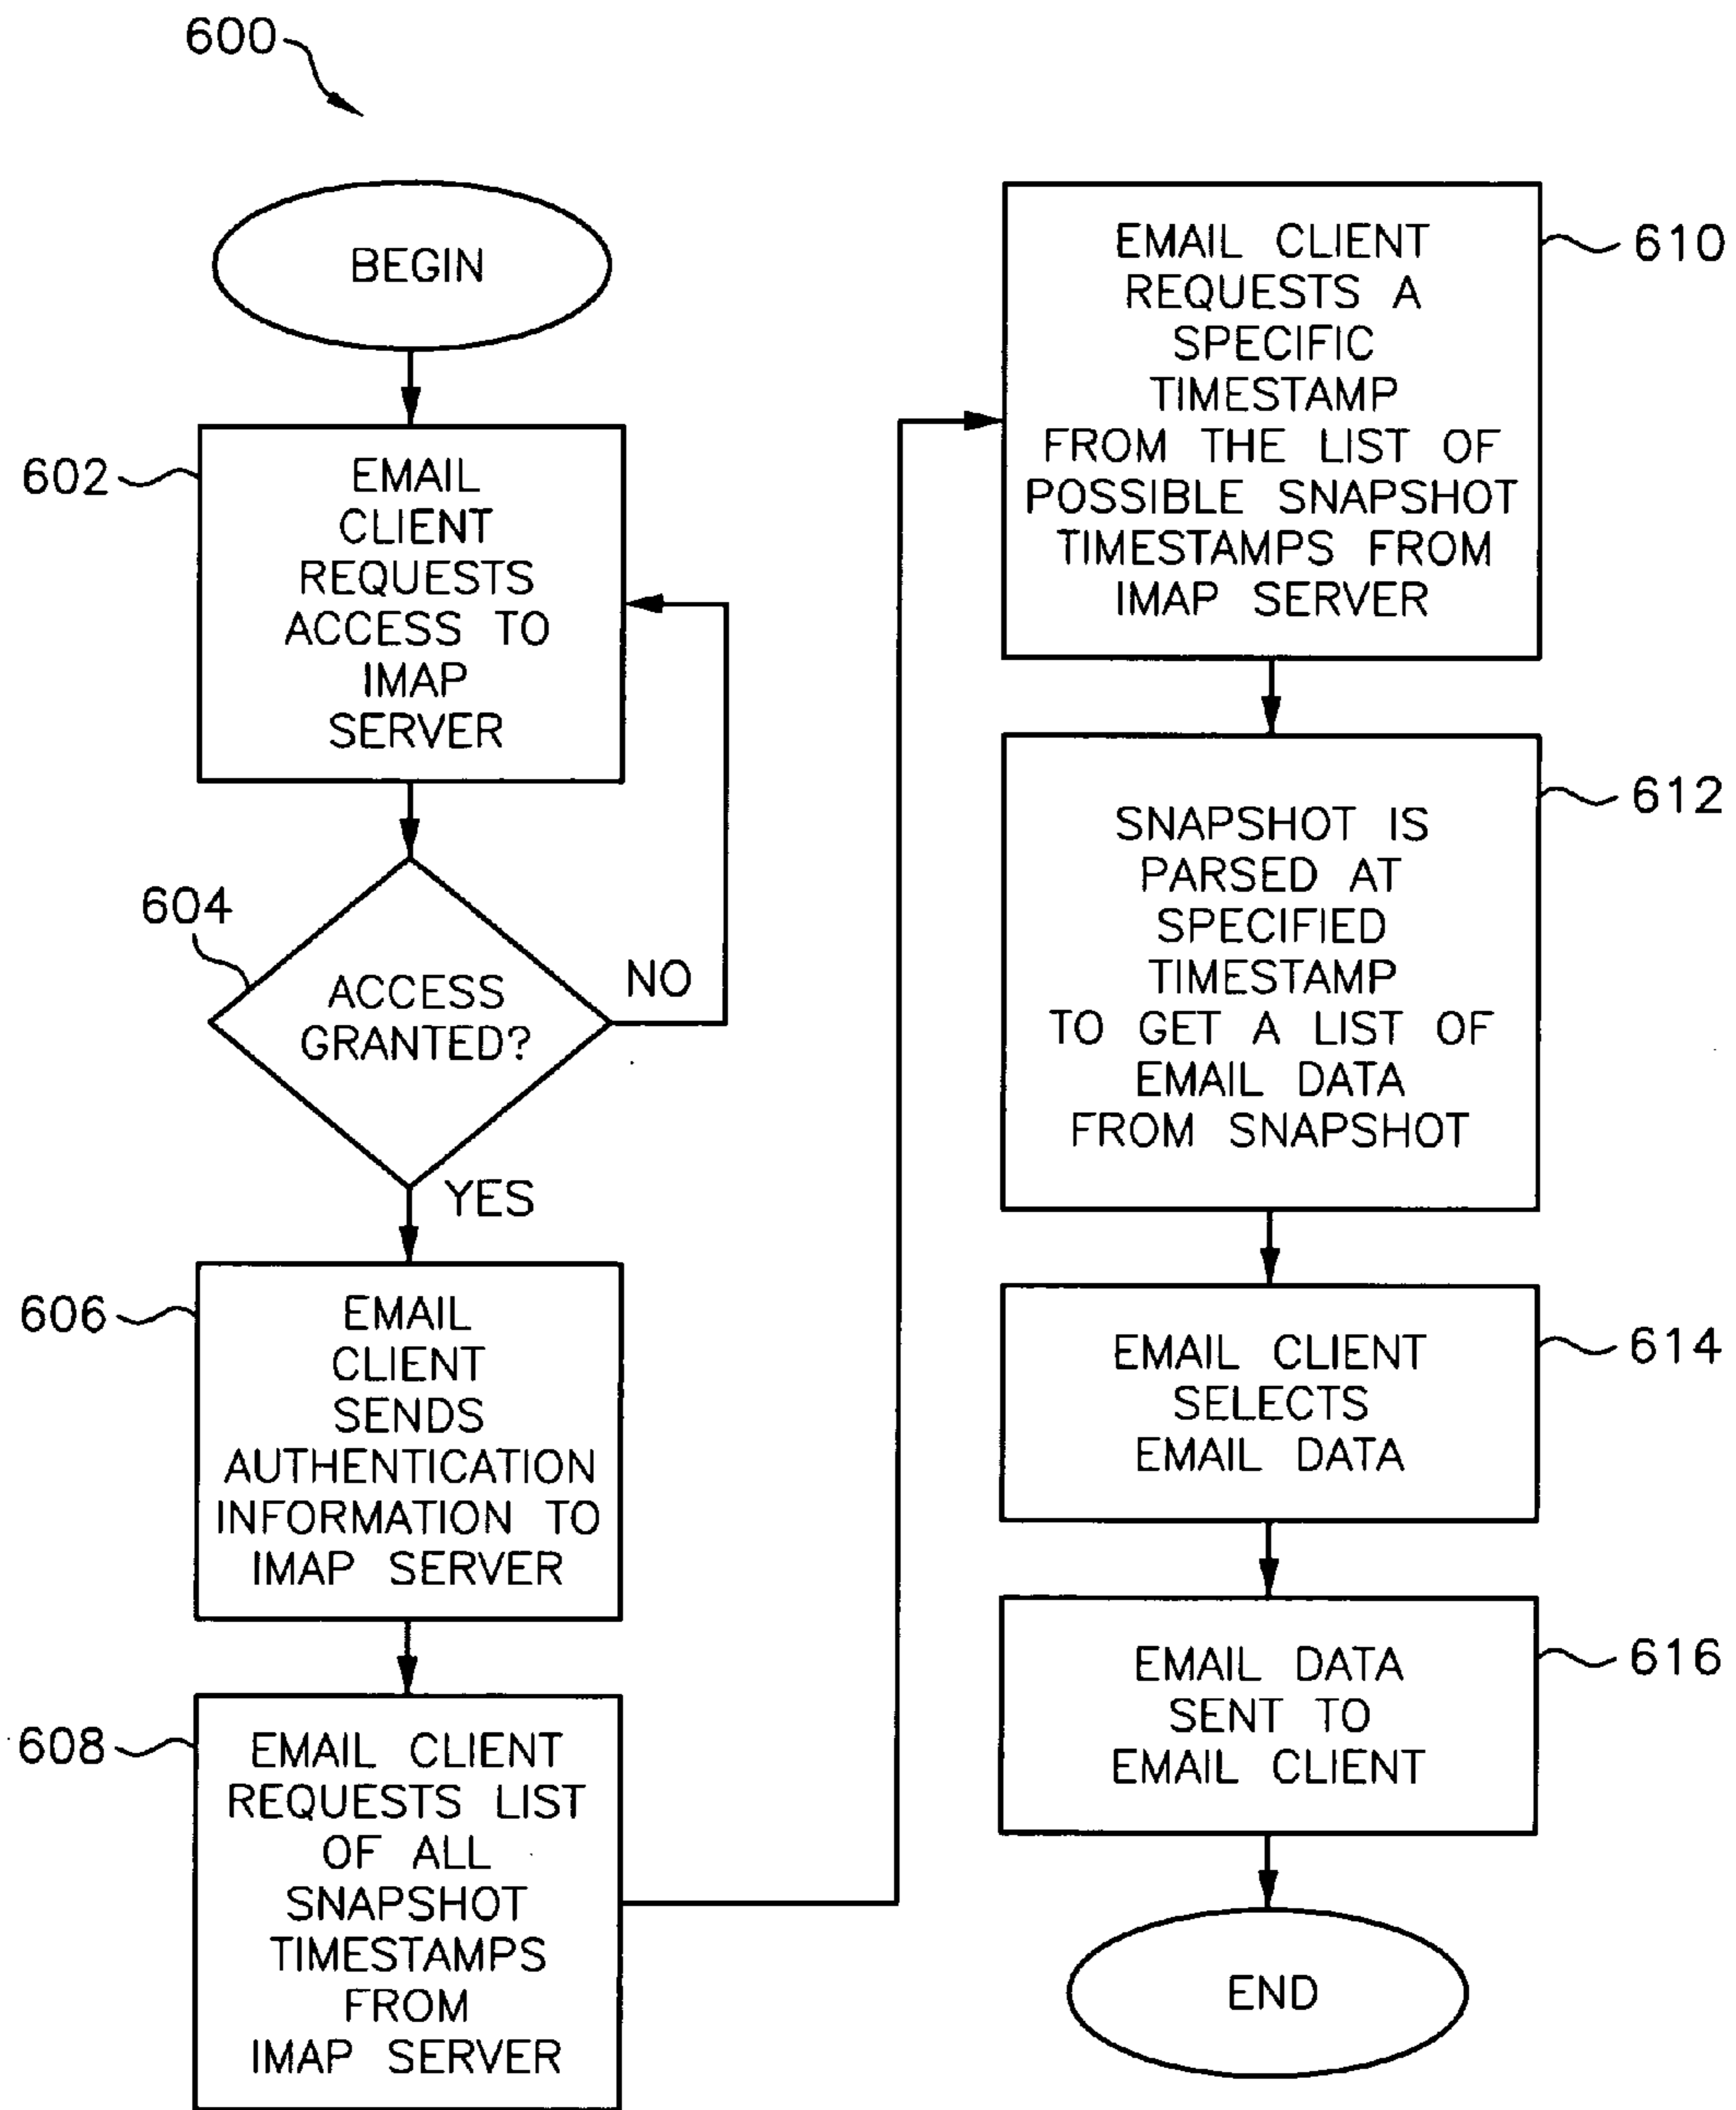 600
BEGIN
602
EMAIL
CLIENT
REQUESTS
ACCESS TO
IMAP
SERVER
604
ACCESS
GRANTED?
NO
YES
606
EMAIL
CLIENT
SENDS
AUTHENTICATION
INFORMATION TO
IMAP SERVER
608
EMAIL CLIENT
REQUESTS LIST
OF ALL
SNAPSHOT
TIMESTAMPS
FROM
IMAP SERVER
610
EMAIL CLIENT
REQUESTS A
SPECIFIC
TIMESTAMP
FROM THE LIST OF
POSSIBLE SNAPSHOT
TIMESTAMPS FROM
IMAP SERVER
612
SNAPSHOT IS
PARSED AT
SPECIFIED
TIMESTAMP
TO GET A LIST OF
EMAIL DATA
FROM SNAPSHOT
614
EMAIL CLIENT
SELECTS
EMAIL DATA
616
EMAIL DATA
SENT TO
EMAIL CLIENT
END